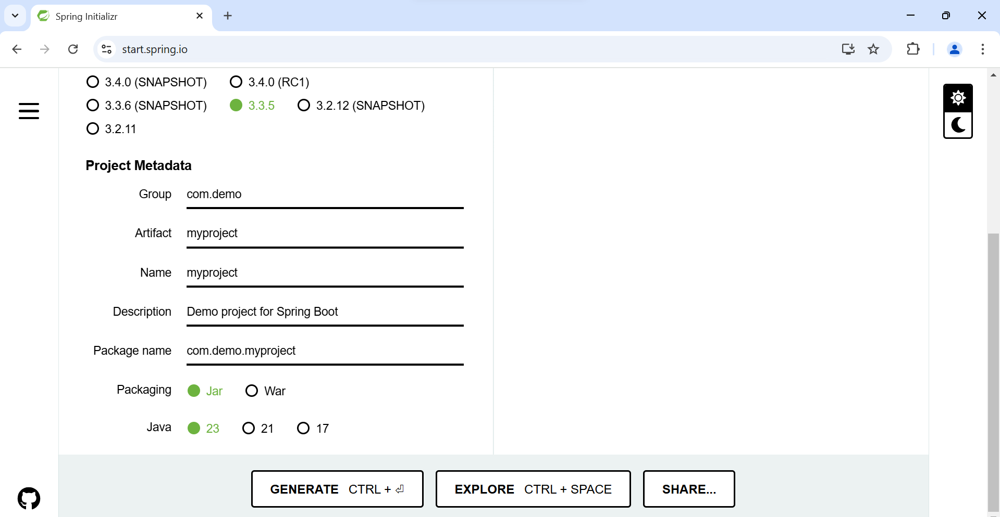 Spring Initializr
start.spring.io
3.4.0 (SNAPSHOT) 3.4.0 (RC1)
3.3.6 (SNAPSHOT) 3.3.5 3.2.12 (SNAPSHOT)
3.2.11
Project Metadata
Group com.demo
Artifact myproject
Name myproject
Description Demo project for Spring Boot
Package name com.demo.myproject
Packaging Jar War
Java 23 21 17
GENERATE CTRL + ⏎ EXPLORE CTRL + SPACE SHARE...